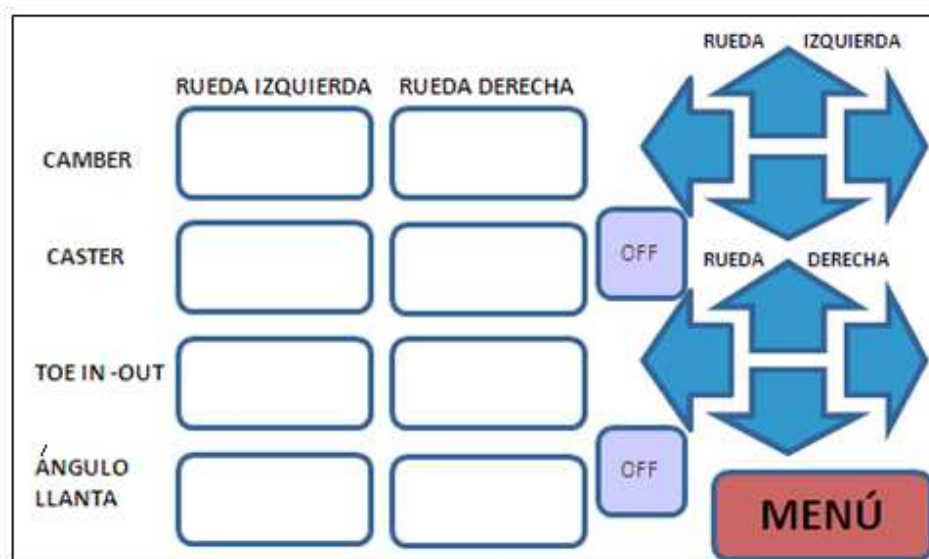 RUEDA IZQUIERDA
RUEDA IZQUIERDA RUEDA DERECHA
CAMBER
CASTER
OFF
RUEDA DERECHA
TOE IN -OUT
ÁNGULO
LLANTA
OFF
MENÚ